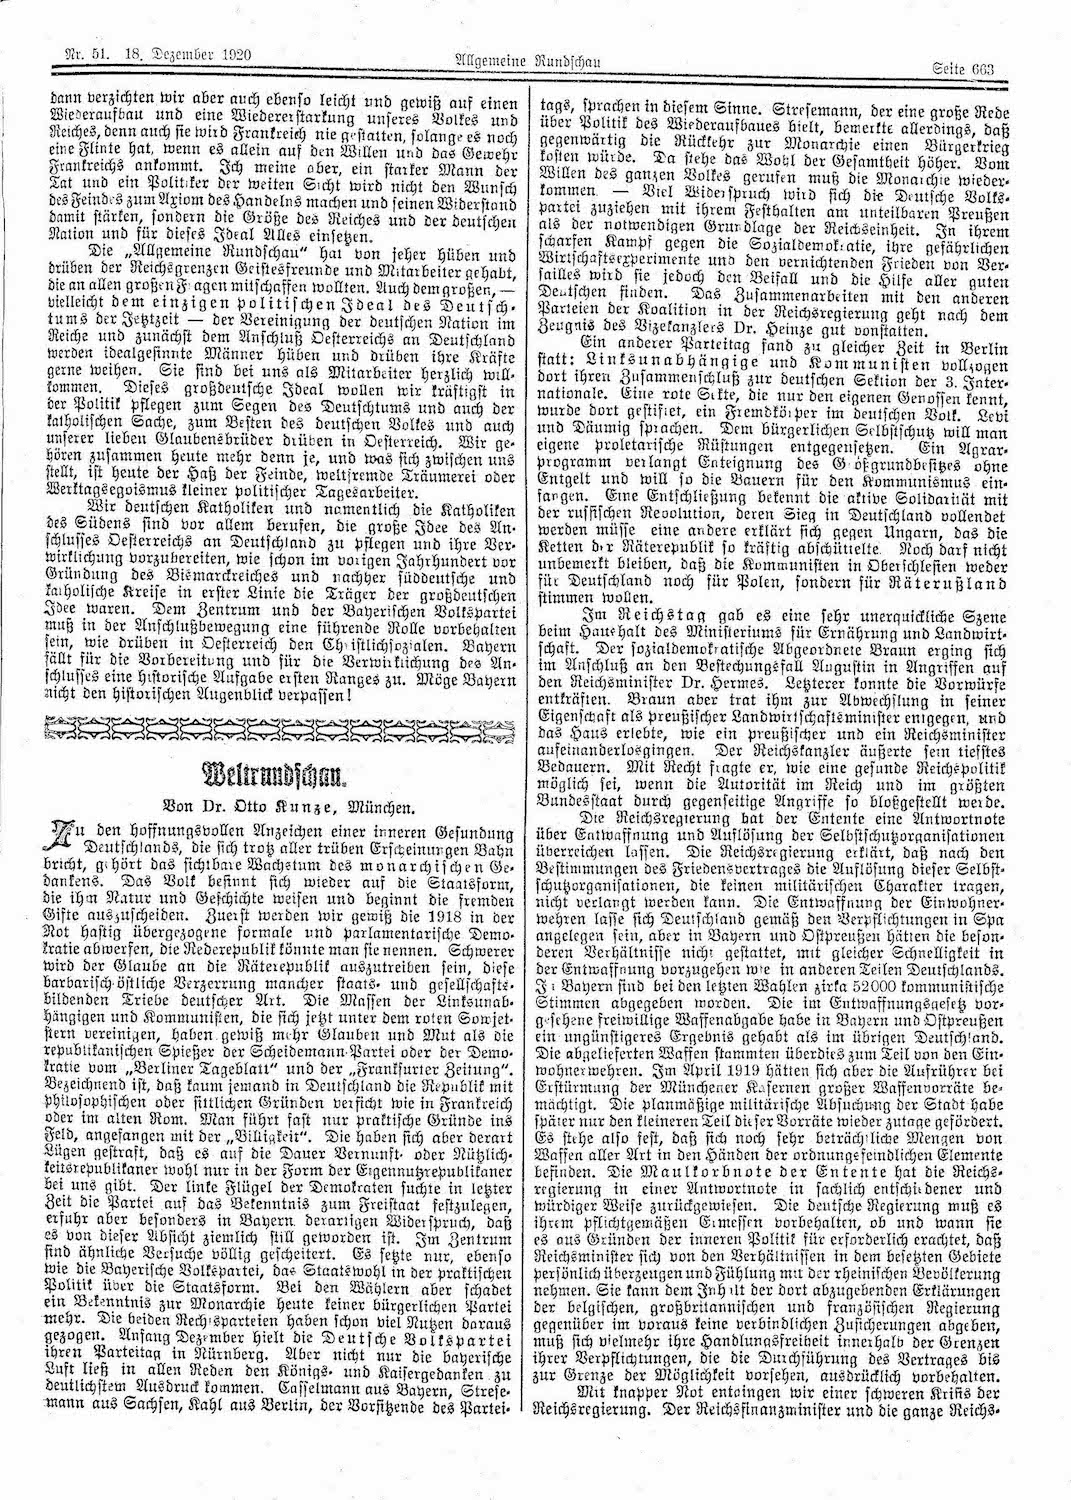 Nr. 51. 18. Dezember 1920
Allgemeine Rundschau
Seite 663
dann verzichten wir aber auch ebenso leicht und gewiß auf einen
Wiederaufbau und eine Wiedererstarkung unseres Volkes und
Reiches, denn auch sie wird Frankreich nie gestatten, solange es noch
eine Flinte hat, wenn es allein auf den Willen und das Gewehr
Frankreichs ankommt. Ich meine aber, ein starker Mann der
Tat und ein Politiker der weiten Sicht wird nicht den Wunsch
des Feindes zum Axiom des Handelns machen und seinen Widerstand
damit stärken, sondern die Größe des Reiches und der deutschen
Nation und für dieses Ideal Alles einsetzen.
Die „Allgemeine Rundschau“ hat von jeher hüben und
drüben der Reichsgrenzen Geistesfreunde und Mitarbeiter gehabt,
die an allen großen Fragen mitschaffen wollten. Auch dem großen, —
vielleicht dem einzigen politischen Ideal des Deutsch-
tums der Jetztzeit — der Vereinigung der deutschen Nation im
Reiche und zunächst dem Anschluß Oesterreichs an Deutschland
werden idealgesinnte Männer hüben und drüben ihre Kräfte
gerne weihen. Sie sind bei uns als Mitarbeiter herzlich will-
kommen. Dieses großdeutsche Ideal wollen wir kräftigst in
der Politik pflegen zum Segen des Deutschtums und auch der
katholischen Sache, zum Besten des deutschen Volkes und auch
unserer lieben Glaubensbrüder drüben in Oesterreich. Wir ge-
hören zusammen heute mehr denn je, und was sich zwischen uns
stellt, ist heute der Haß der Feinde, weltfremde Träumerei oder
Werktagsegoismus kleiner politischer Tagesarbeiter.
Wir deutschen Katholiken und namentlich die Katholiken
des Südens sind vor allem berufen, die große Idee des An-
schlusses Oesterreichs an Deutschland zu pflegen und ihre Ver-
wirklichung vorzubereiten, wie schon im vorigen Jahrhundert vor
Gründung des Bismarckreiches und nachher süddeutsche und
katholische Kreise in erster Linie die Träger der großdeutschen
Idee waren. Dem Zentrum und der Bayerischen Volkspartei
muß in der Anschlußbewegung eine führende Rolle vorbehalten
sein, wie drüben in Oesterreich den Christlichsozialen. Bayern
fällt für die Vorbereitung und für die Verwirklichung des An-
schlusses eine historische Aufgabe ersten Ranges zu. Möge Bayern
nicht den historischen Augenblick verpassen!
Weltrundschau.
Von Dr. Otto Kunze, München.
Zu den hoffnungsvollen Anzeichen einer inneren Gesundung
Deutschlands, die sich trotz aller trüben Erscheinungen Bahn
bricht, gehört das sichtbare Wachstum des monarchischen Ge-
dankens. Das Volk besinnt sich wieder auf die Staatsform,
die ihm Natur und Geschichte weisen und beginnt die fremden
Gifte auszuscheiden. Zuerst werden wir gewiß die 1918 in der
Not hastig übergezogene formale und parlamentarische Demo-
kratie abwerfen, die Rederepublik könnte man sie nennen. Schwerer
wird der Glaube an die Räterepublik auszutreiben sein, diese
barbarisch-östliche Verzerrung mancher staats- und gesellschafts-
bildenden Triebe deutscher Art. Die Massen der Linksunab-
hängigen und Kommunisten, die sich jetzt unter dem roten Sowjet-
stern vereinigen, haben gewiß mehr Glauben und Mut als die
republikanischen Spießer der Scheidemann-Partei oder der Demo-
kratie vom „Berliner Tageblatt“ und der „Frankfurter Zeitung“.
Bezeichnend ist, daß kaum jemand in Deutschland die Republik mit
philosophischen oder sittlichen Gründen verficht wie in Frankreich
oder im alten Rom. Man führt fast nur praktische Gründe ins
Feld, angefangen mit der „Billigkeit“. Die haben sich aber derart
Lügen gestraft, daß es auf die Dauer Vernunft- oder Nützlich-
keitsrepublikaner wohl nur in der Form der Eigennutzrepublikaner
bei uns gibt. Der linke Flügel der Demokraten suchte in letzter
Zeit die Partei auf das Bekenntnis zum Freistaat festzulegen,
erfuhr aber besonders in Bayern derartigen Widerspruch, daß
es von dieser Absicht ziemlich still geworden ist. Im Zentrum
sind ähnliche Versuche völlig gescheitert. Es setzte nur, ebenso
wie die Bayerische Volkspartei, das Staatswohl in der praktischen
Politik über die Staatsform. Bei den Wählern aber schadet
ein Bekenntnis zur Monarchie heute keiner bürgerlichen Partei
mehr. Die beiden Rechtsparteien haben schon viel Nutzen daraus
gezogen. Anfang Dezember hielt die Deutsche Volkspartei
ihren Parteitag in Nürnberg. Aber nicht nur die bayerische
Luft ließ in allen Reden den Königs- und Kaisergedanken zu
deutlichstem Ausdruck kommen. Casselmann aus Bayern, Strese-
mann aus Sachsen, Kahl aus Berlin, der Vorsitzende des Partei-
tags, sprachen in diesem Sinne. Stresemann, der eine große Rede
über Politik des Wiederaufbaues hielt, bemerkte allerdings, daß
gegenwärtig die Rückkehr zur Monarchie einen Bürgerkrieg
kosten würde. Da stehe das Wohl der Gesamtheit höher. Vom
Willen des ganzen Volkes gerufen muß die Monarchie wieder-
kommen. — Viel Widerspruch wird sich die Deutsche Volks-
partei zuziehen mit ihrem Festhalten am unteilbaren Preußen
als der notwendigen Grundlage der Reichseinheit. In ihrem
scharfen Kampf gegen die Sozialdemokratie, ihre gefährlichen
Wirtschaftsexperimente und den vernichtenden Frieden von Ver-
sailles wird sie jedoch den Beifall und die Hilfe aller guten
Deutschen finden. Das Zusammenarbeiten mit den anderen
Parteien der Koalition in der Reichsregierung geht nach dem
Zeugnis des Vizekanzlers Dr. Heinze gut vonstatten.
Ein anderer Parteitag fand zu gleicher Zeit in Berlin
statt: Linksunabhängige und Kommunisten vollzogen
dort ihren Zusammenschluß zur deutschen Sektion der 3. Inter-
nationale. Eine rote Sekte, die nur den eigenen Genossen kennt,
wurde dort gestiftet, ein Fremdkörper im deutschen Volk. Levi
und Däumig sprachen. Dem bürgerlichen Selbstschutz will man
eigene proletarische Rüstungen entgegensetzen. Ein Agrar-
programm verlangt Enteignung des Großgrundbesitzes ohne
Entgelt und will so die Bauern für den Kommunismus ein-
fangen. Eine Entschließung bekennt die aktive Solidarität mit
der russischen Revolution, deren Sieg in Deutschland vollendet
werden müsse eine andere erklärt sich gegen Ungarn, das die
Ketten der Räterepublik so kräftig abschüttelte. Noch darf nicht
unbemerkt bleiben, daß die Kommunisten in Oberschlesien weder
für Deutschland noch für Polen, sondern für Räterußland
stimmen wollen.
Im Reichstag gab es eine sehr unerquickliche Szene
beim Haushalt des Ministeriums für Ernährung und Landwirt-
schaft. Der sozialdemokratische Abgeordnete Braun erging sich
im Anschluß an den Bestechungsfall Augustin in Angriffen auf
den Reichsminister Dr. Hermes. Letzterer konnte die Vorwürfe
entkräften. Braun aber trat ihm zur Abwechslung in seiner
Eigenschaft als preußischer Landwirtschaftsminister entgegen, und
das Haus erlebte, wie ein preußischer und ein Reichsminister
aufeinanderlosgingen. Der Reichskanzler äußerte sein tiefstes
Bedauern. Mit Recht fragte er, wie eine gesunde Reichspolitik
möglich sei, wenn die Autorität im Reich und im größten
Bundesstaat durch gegenseitige Angriffe so bloßgestellt werde.
Die Reichsregierung hat der Entente eine Antwortnote
über Entwaffnung und Auflösung der Selbstschutzorganisationen
überreichen lassen. Die Reichsregierung erklärt, daß nach den
Bestimmungen des Friedensvertrages die Auflösung dieser Selbst-
schutzorganisationen, die keinen militärischen Charakter tragen,
nicht verlangt werden kann. Die Entwaffnung der Einwohner-
wehren lasse sich Deutschland gemäß den Verpflichtungen in Spa
angelegen sein, aber in Bayern und Ostpreußen hätten die beson-
deren Verhältnisse nicht gestattet, mit gleicher Schnelligkeit in
der Entwaffnung vorzugehen wie in anderen Teilen Deutschlands.
In Bayern sind bei den letzten Wahlen zirka 52000 kommunistische
Stimmen abgegeben worden. Die im Entwaffnungsgesetz vor-
gesehene freiwillige Waffenabgabe habe in Bayern und Ostpreußen
ein ungünstigeres Ergebnis gehabt als im übrigen Deutschland.
Die abgelieferten Waffen stammten überdies zum Teil von den Ein-
wohnerwehren. Im April 1919 hätten sich aber die Aufrührer bei
Erstürmung der Münchener Kasernen großer Waffenvorräte be-
mächtigt. Die planmäßige militärische Absuchung der Stadt habe
später nur den kleineren Teil dieser Vorräte wieder zutage gefördert.
Es stehe also fest, daß sich noch sehr beträchtliche Mengen von
Waffen aller Art in den Händen der ordnungsfeindlichen Elemente
befinden. Die Maulkorbnote der Entente hat die Reichs-
regierung in einer Antwortnote in sachlich entschiedener und
würdiger Weise zurückgewiesen. Die deutsche Regierung muß es
ihrem pflichtgemäßen Ermessen vorbehalten, ob und wann sie
es aus Gründen der inneren Politik für erforderlich erachtet, daß
Reichsminister sich von den Verhältnissen in dem besetzten Gebiete
persönlich überzeugen und Fühlung mit der rheinischen Bevölkerung
nehmen. Sie kann dem Inhalt der dort abzugebenden Erklärungen
der belgischen, großbritannischen und französischen Regierung
gegenüber im voraus keine verbindlichen Zusicherungen abgeben,
muß sich vielmehr ihre Handlungsfreiheit innerhalb der Grenzen
ihrer Verpflichtungen, die die Durchführung des Vertrages bis
zur Grenze der Möglichkeit vorsehen, ausdrücklich vorbehalten.
Mit knapper Not entgingen wir einer schweren Krisis der
Reichsregierung. Der Reichsfinanzminister und die ganze Reichs-